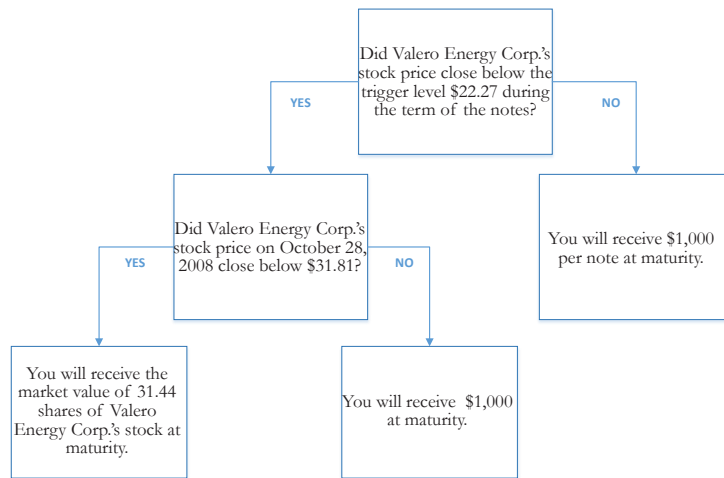 Did Valero Energy Corp.'s
stock price close below the
trigger level $22.27 during
the term of the notes?
YES
NO
Did Valero Energy Corp.'s
stock price on October 28,
2008 close below $31.81?
You will receive $1,000
per note at maturity.
YES
NO
You will receive the
market value of 31.44
shares of Valero
Energy Corp.'s stock at
maturity.
You will receive $1,000
at maturity.